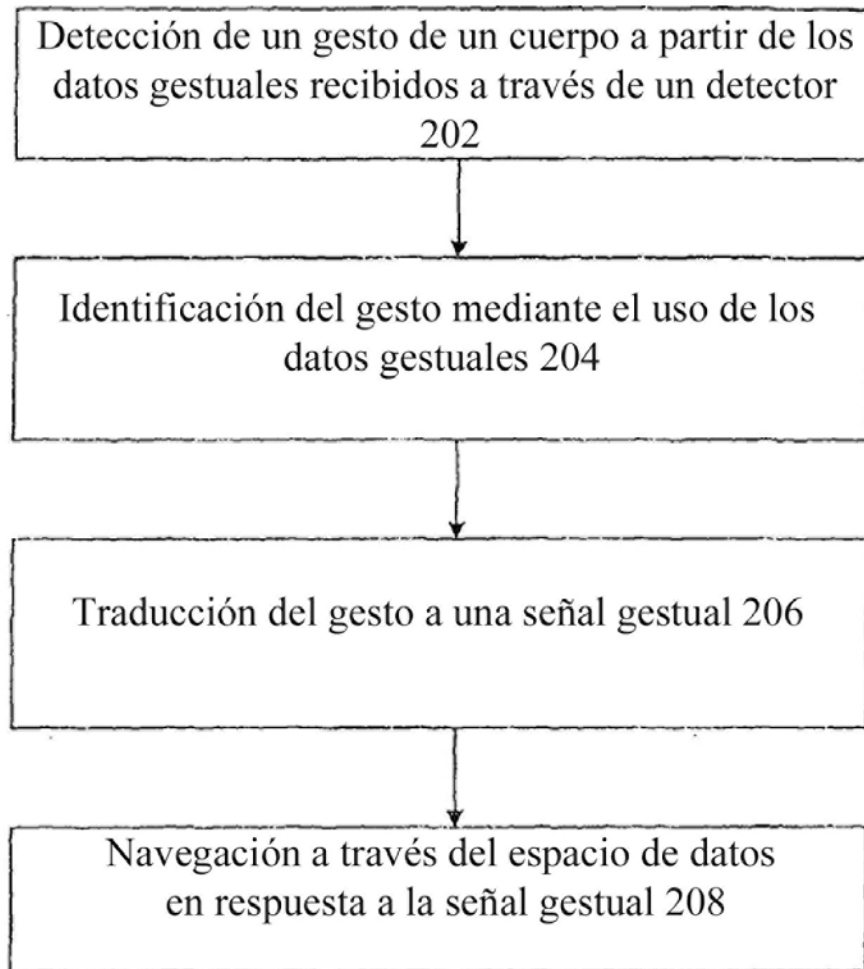 Detección de un gesto de un cuerpo a partir de los
datos gestuales recibidos a través de un detector
202
Identificación del gesto mediante el uso de los
datos gestuales 204
Traducción del gesto a una señal gestual 206
Navegación a través del espacio de datos
en respuesta a la señal gestual 208